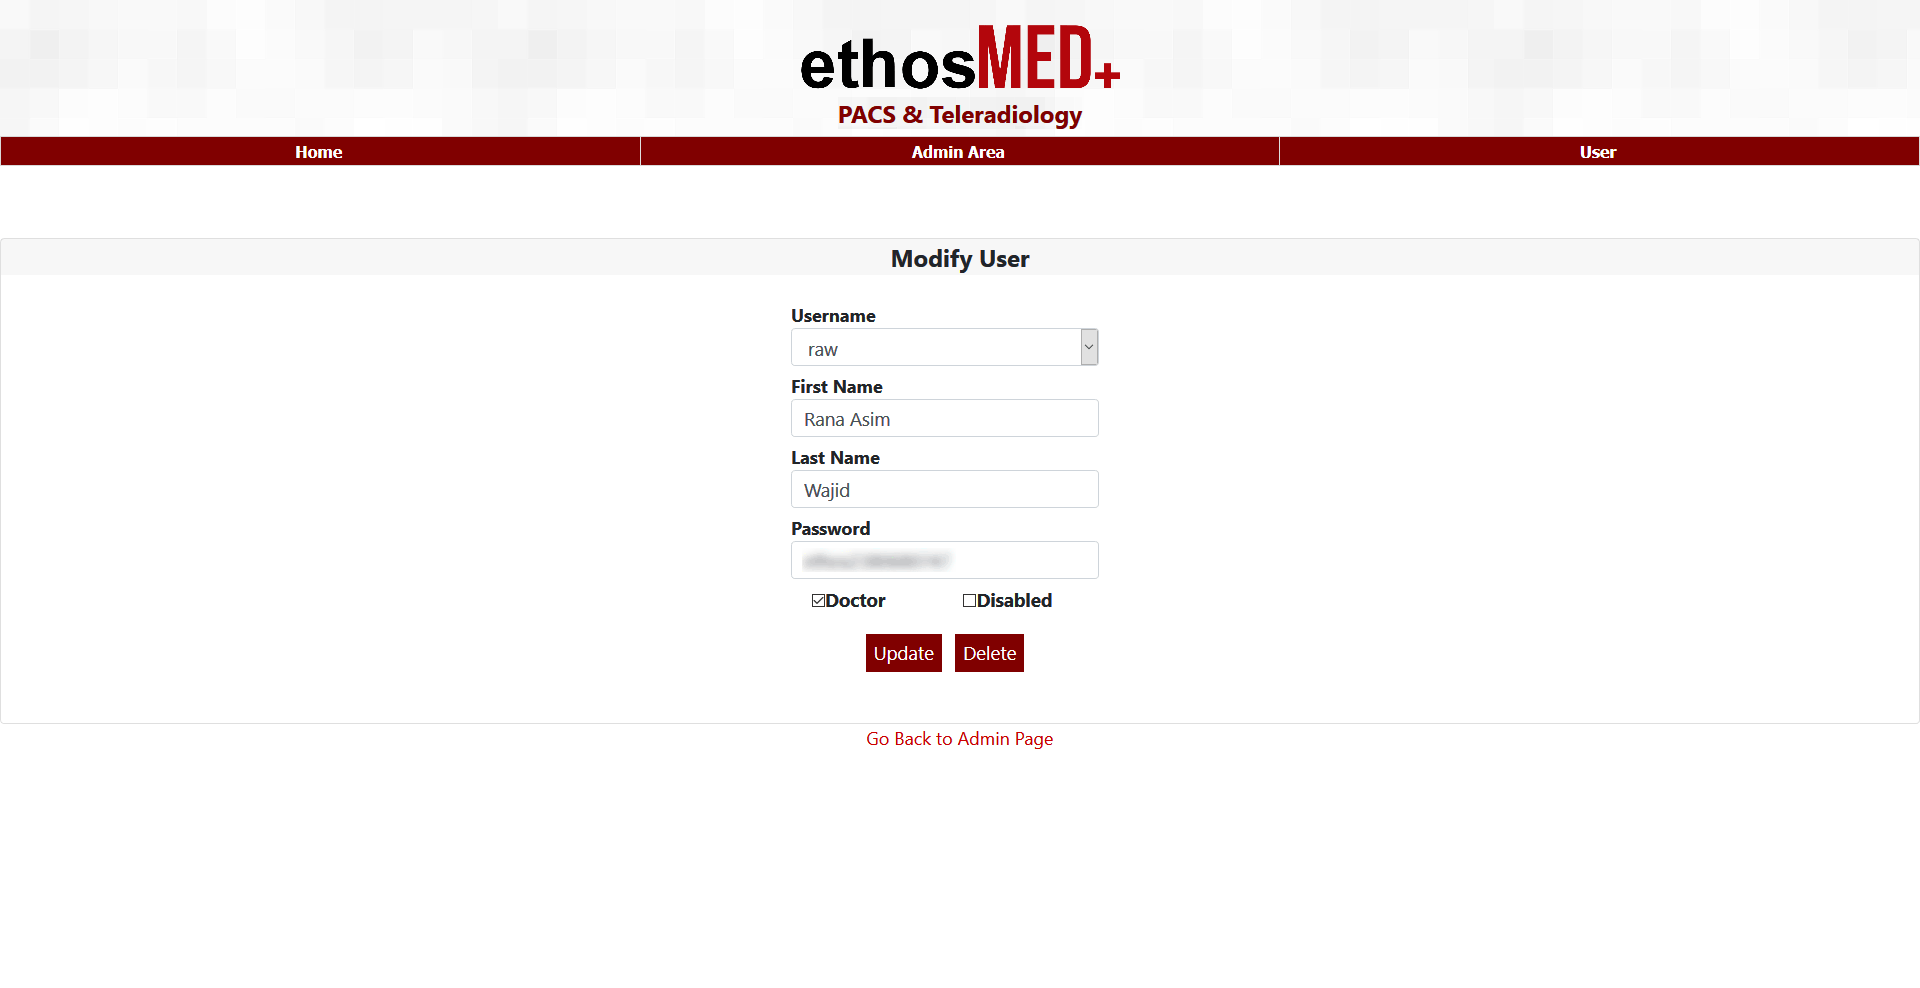 ethosMED+
PACS & Teleradiology
Home Admin Area User
Modify User
Username
raw
First Name
Rana Asim
Last Name
Wajid
Password
Doctor Disabled
Update Delete
Go Back to Admin Page